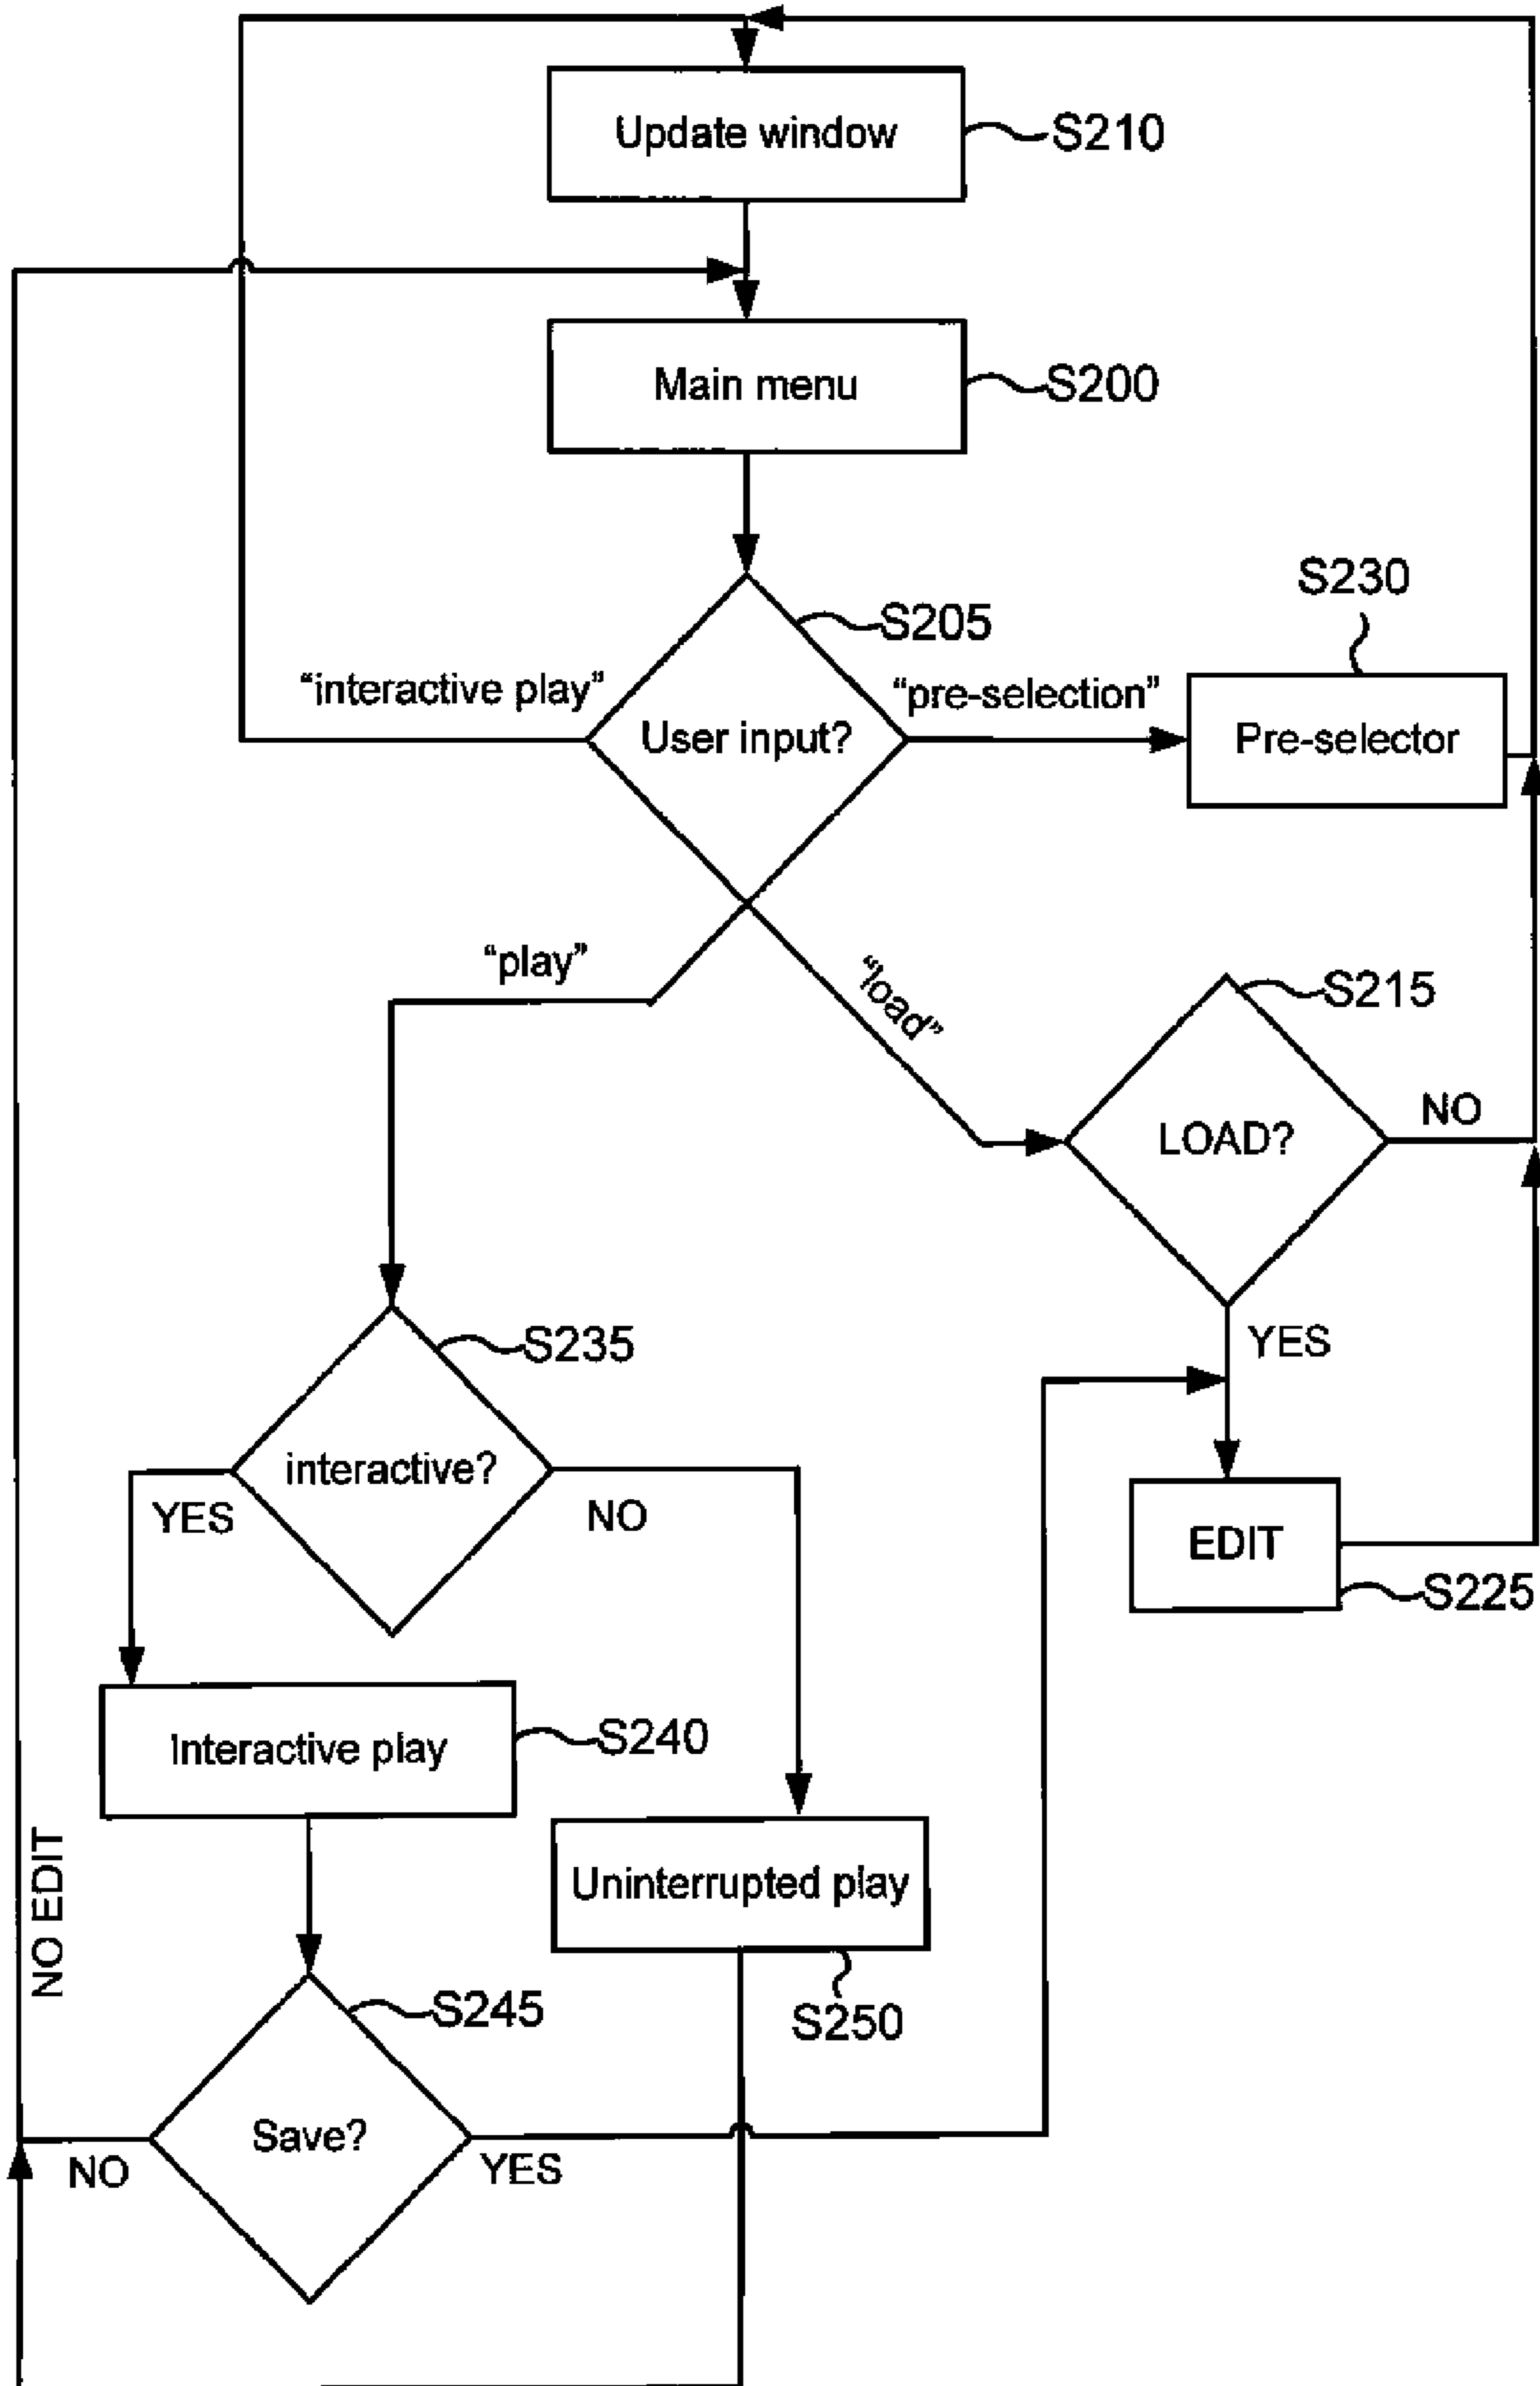 Update window
S210
Main menu
S200
S205
S230
“interactive play”
“pre-selection”
User input?
Pre-selector
“play”
“load”
S215
LOAD?
NO
S235
YES
interactive?
YES
NO
EDIT
S225
Interactive play
S240
NO EDIT
Uninterrupted play
S245
S250
Save?
NO
YES